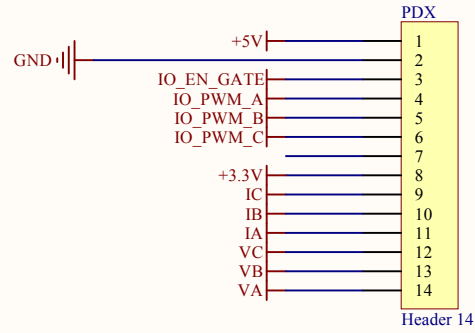 PDX
+5V 1
GND 2
IO_EN_GATE 3
IO_PWM_A 4
IO_PWM_B 5
IO_PWM_C 6
7
+3.3V 8
IC 9
IB 10
IA 11
VC 12
VB 13
VA 14
Header 14